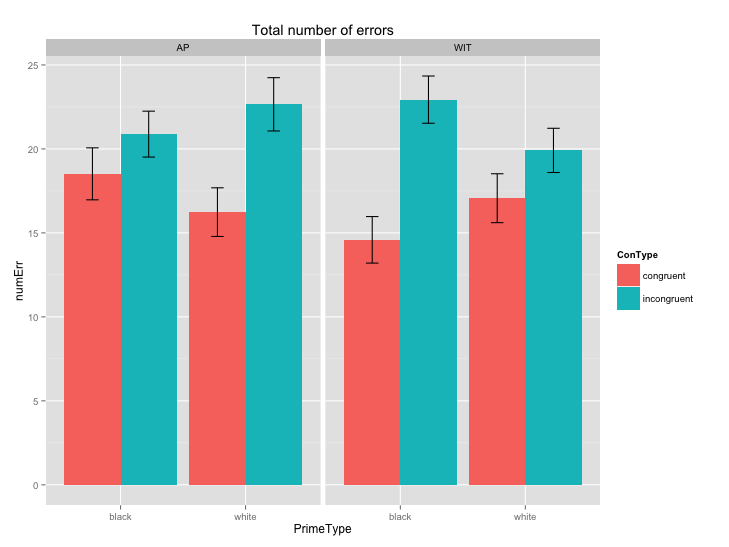 Total number of errors
AP
WIT
25
20
15
10
5
0
numErr
black
white
black
white
PrimeType
ConType
congruent
incongruent